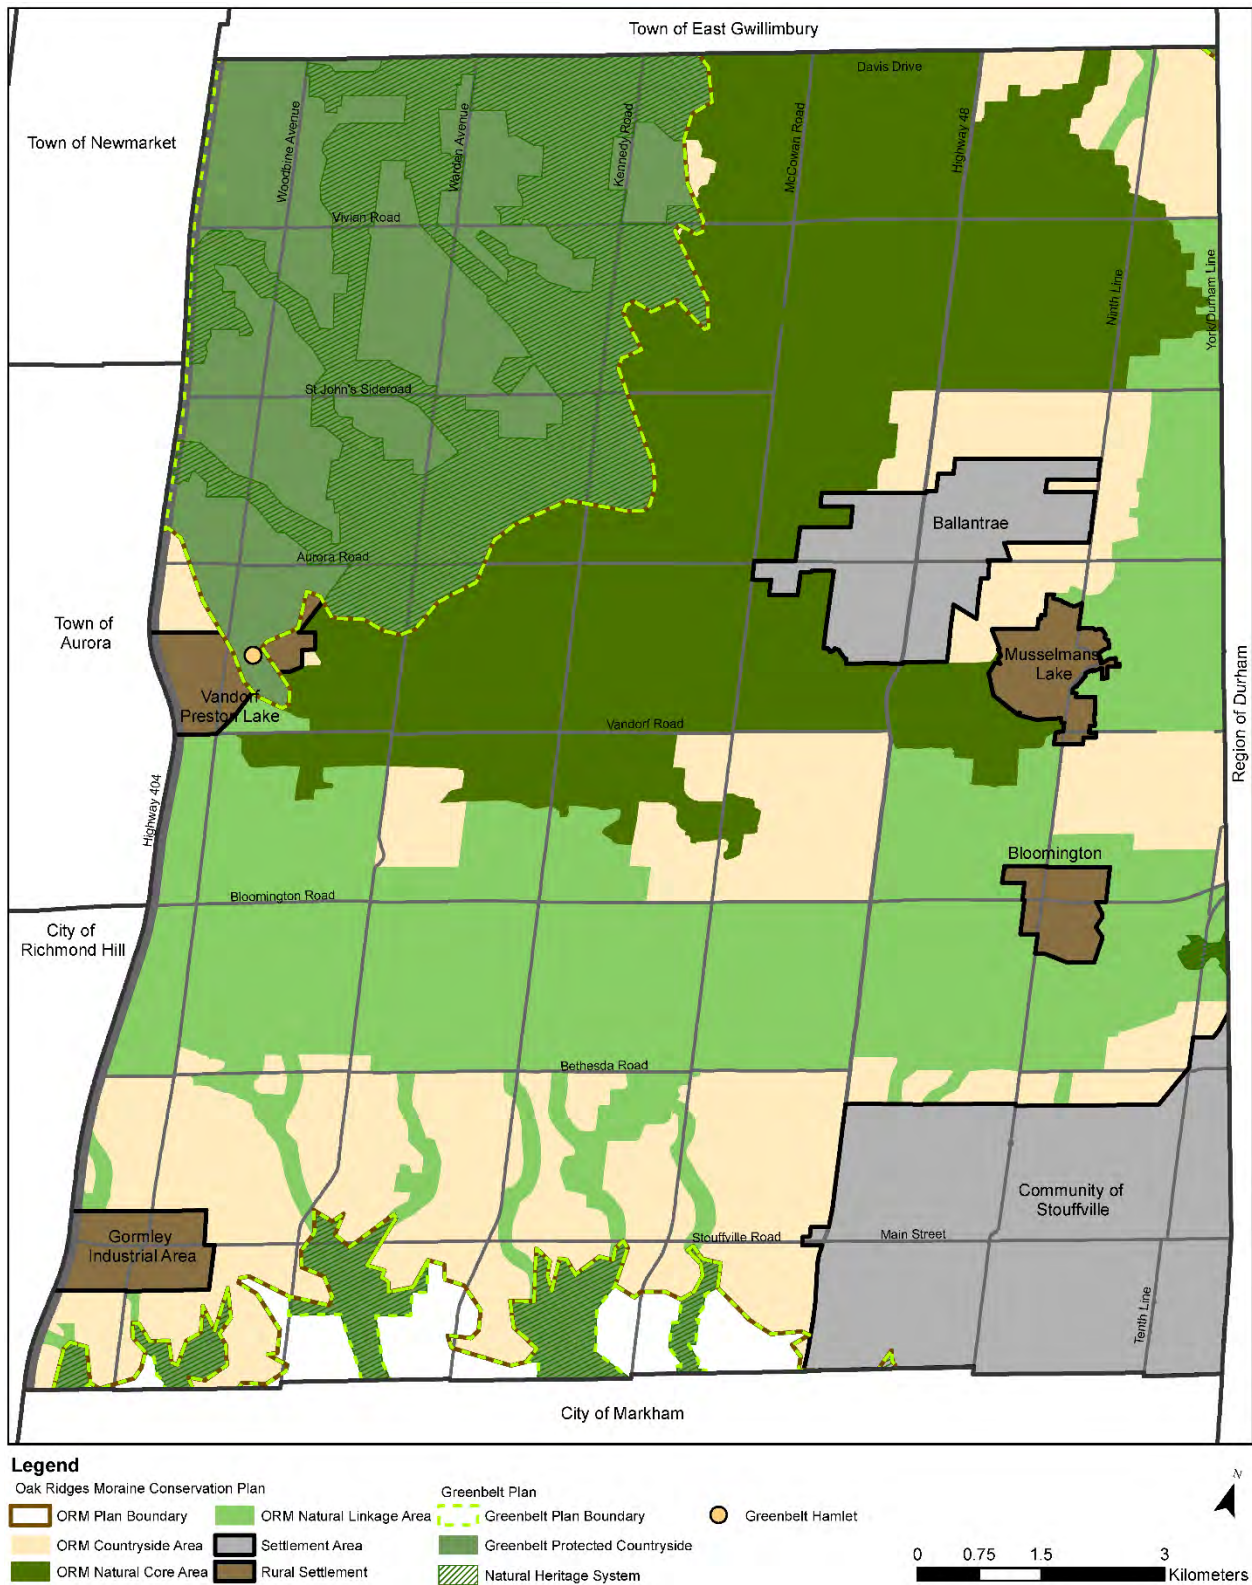 Town of East Gwillimbury
Davis Drive
Town of Newmarket
Woodbine Avenue
Warden Avenue
Kennedy Road
McCowan Road
Highway 48
Vivian Road
Ninth Line
York/Durham Line
St John's Sideroad
Ballantrae
Aurora Road
Town of
Aurora
Musselmans
Lake
Vandorf
Preston Lake
Vandorf Road
Region of Durham
Highway 404
Bloomington
Bloomington Road
City of
Richmond Hill
Bethesda Road
Community of
Stouffville
Gormley
Industrial Area
Stouffville Road
Main Street
Tenth Line
City of Markham
Legend
Oak Ridges Moraine Conservation Plan
ORM Plan Boundary
ORM Countryside Area
ORM Natural Core Area
ORM Natural Linkage Area
Settlement Area
Rural Settlement
Greenbelt Plan
Greenbelt Plan Boundary
Greenbelt Protected Countryside
Natural Heritage System
Greenbelt Hamlet
N
0 0.75 1.5 3
Kilometers